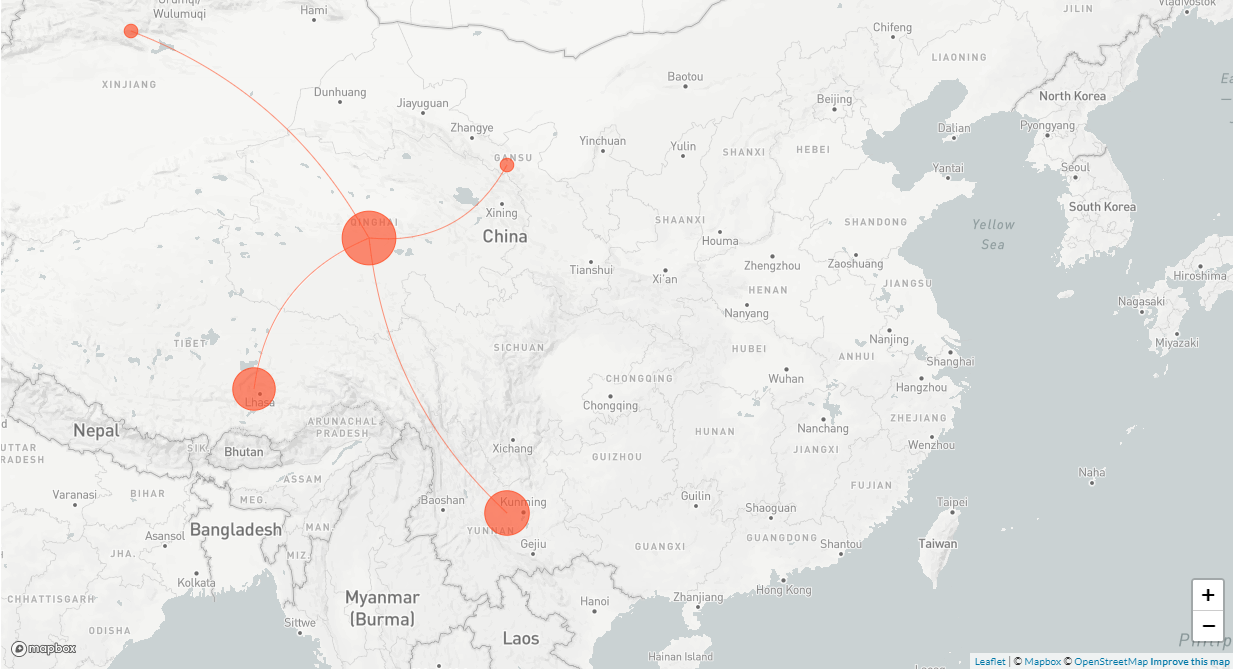 Wulumuqi
Hami
JILIN
Vladivostok
Chifeng
LIAONING
XINJIANG
Baotou
Dunhuang
Jiayuguan
Beijing
North Korea
Zhangye
Yinchuan
Yulin
SHANXI
HEBEI
Dalian
Pyongyang
GANSU
Yantai
Seoul
Xining
QINGHAI
China
SHAANXI
SHANDONG
South Korea
Yellow
Sea
Houma
Tianshui
Xi'an
Zhengzhou
Zaoshuang
Hiroshima
HENAN
JIANGSU
Nanyang
Nagasaki
TIBET
SICHUAN
HUBEI
Nanjing
ANHUI
Shanghai
Miyazaki
CHONGQING
Wuhan
Hangzhou
Lhasa
Chongqing
ZHEJIANG
Nepal
ARUNACHAL
PRADESH
HUNAN
Nanchang
JIANGXI
Wenzhou
UTTAR
RADESH
SIK.
Bhutan
Xichang
GUIZHOU
Naha
ASSAM
FUJIAN
Varanasi
BIHAR
MEG.
Baoshan
Kunming
Guilin
Shaoguan
Taipei
Bangladesh
MAN.
YUNNAN
Asansol
JHA.
MIZ.
Gejiu
GUANGXI
GUANGDONG
Shantou
Taiwan
Kolkata
Hong Kong
CHHATTISGARH
Myanmar
(Burma)
Hanoi
Zhanjiang
ODISHA
Sittwe
Laos
Hainan Island
Philip
+
−
mapbox
Leaflet | © Mapbox © OpenStreetMap Improve this map